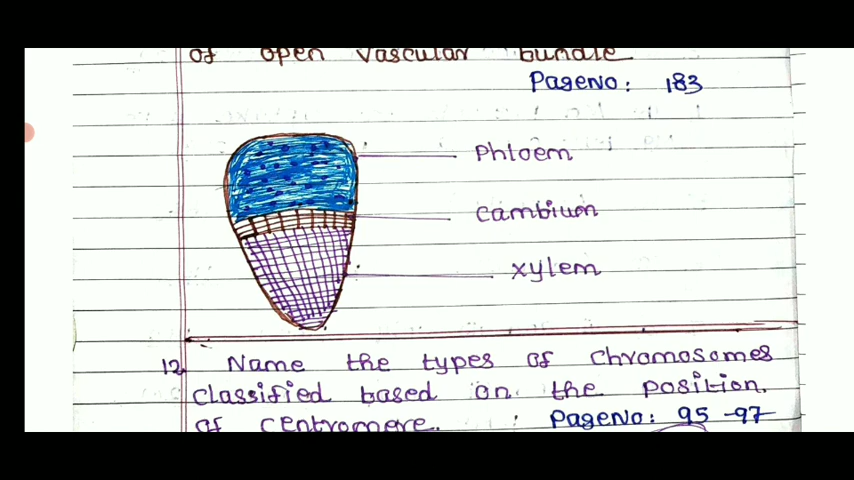 of open vascular bundle
PageNo: 183
Phloem
cambium
xylem
12. Name the types of chromosomes
classified based on the position.
of centromere. PageNo: 95-97